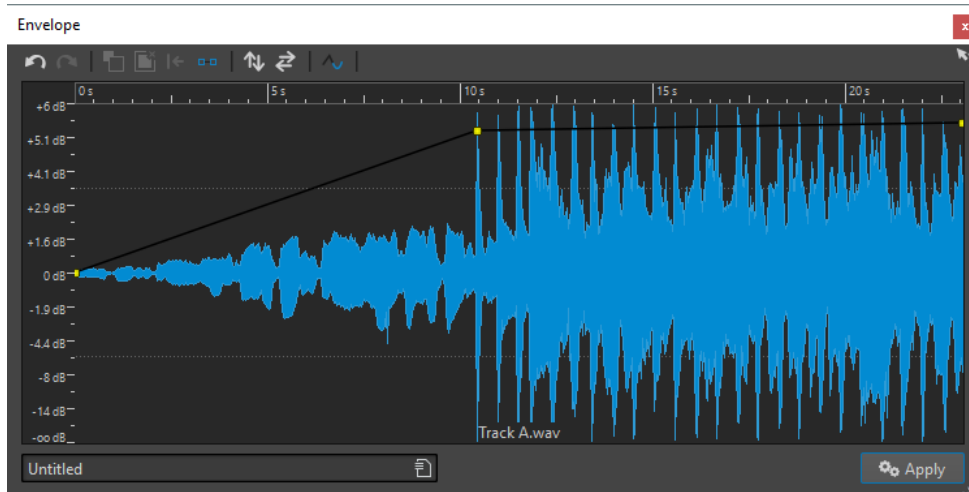 Envelope
x
0 s 5 s 10 s 15 s 20 s
+6 dB
+5.1 dB
+4.1 dB
+2.9 dB
+1.6 dB
0 dB
-1.9 dB
-4.4 dB
-8 dB
-14 dB
-oo dB
Track A.wav
Untitled
Apply